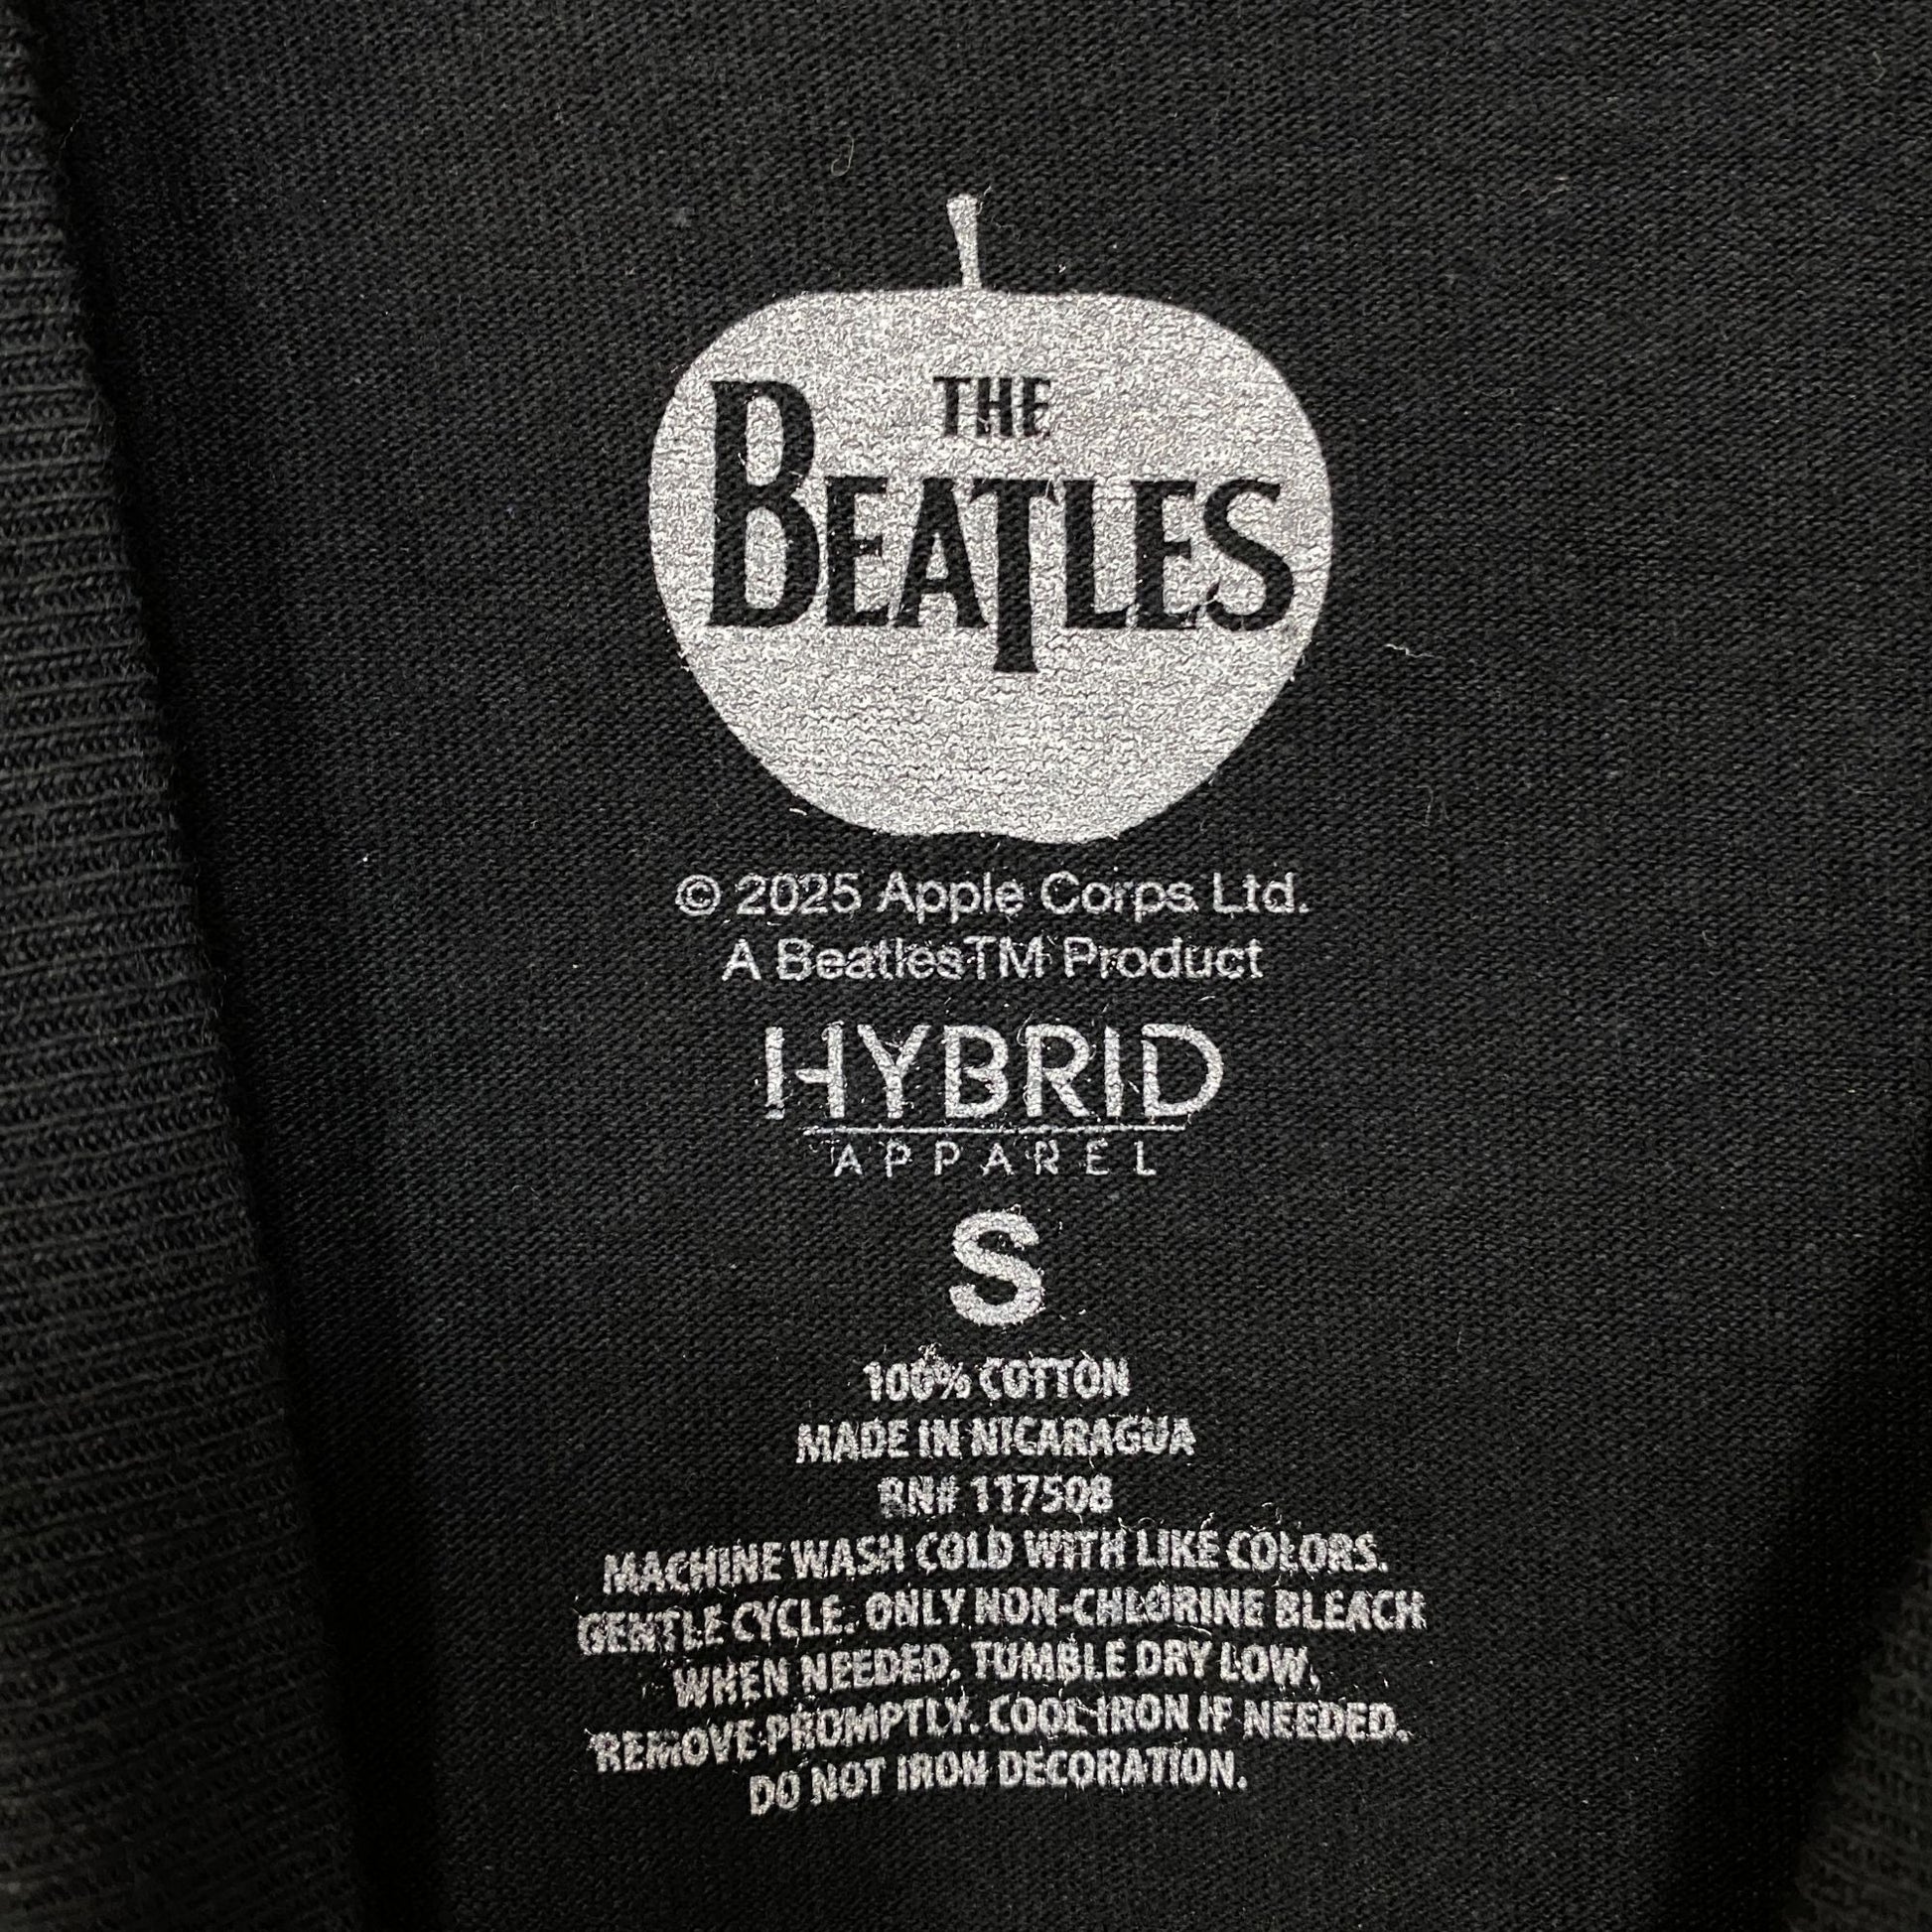 THE
BEATLES
© 2025 Apple Corps Ltd.
A BeatlesTM Product
HYBRID
APPAREL
S
100% COTTON
MADE IN NICARAGUA
RN# 117508
MACHINE WASH COLD WITH LIKE COLORS.
GENTLE CYCLE. ONLY NON-CHLORINE BLEACH
WHEN NEEDED. TUMBLE DRY LOW.
REMOVE PROMPTLY. COOL IRON IF NEEDED.
DO NOT IRON DECORATION.